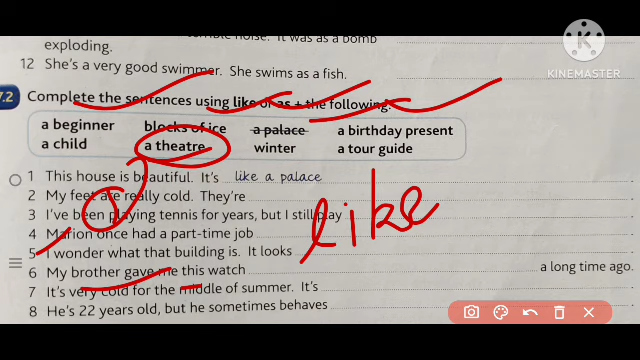 exploding.
12 She's a very good swimmer. She swims as a fish.
KINEMASTER
7.2 Complete the sentences using like or as + the following:
a beginner blocks of ice a palace a birthday present
a child a theatre winter a tour guide
1 This house is beautiful. It's like a palace .
2 My feet are really cold. They're .
3 I've been playing tennis for years, but I still play .
4 Marion once had a part-time job .
5 I wonder what that building is. It looks like .
6 My brother gave me this watch a long time ago.
7 It's very cold for the middle of summer. It's .
8 He's 22 years old, but he sometimes behaves .